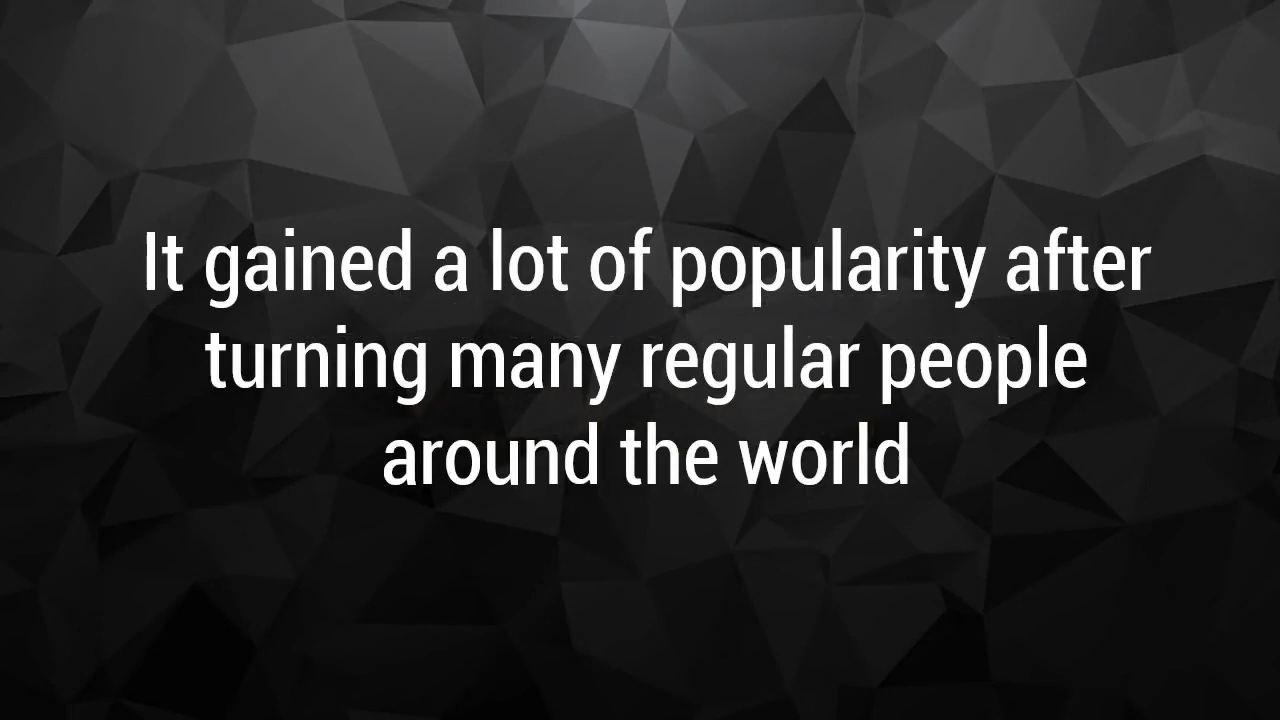 It gained a lot of popularity after
turning many regular people
around the world